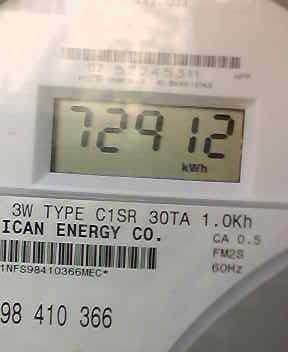 72912
kWh
3W TYPE C1SR 30TA 1.0Kh
ICAN ENERGY CO.
CA 0.5
FM2S
60Hz
1NFS98410366MEC*
98 410 366